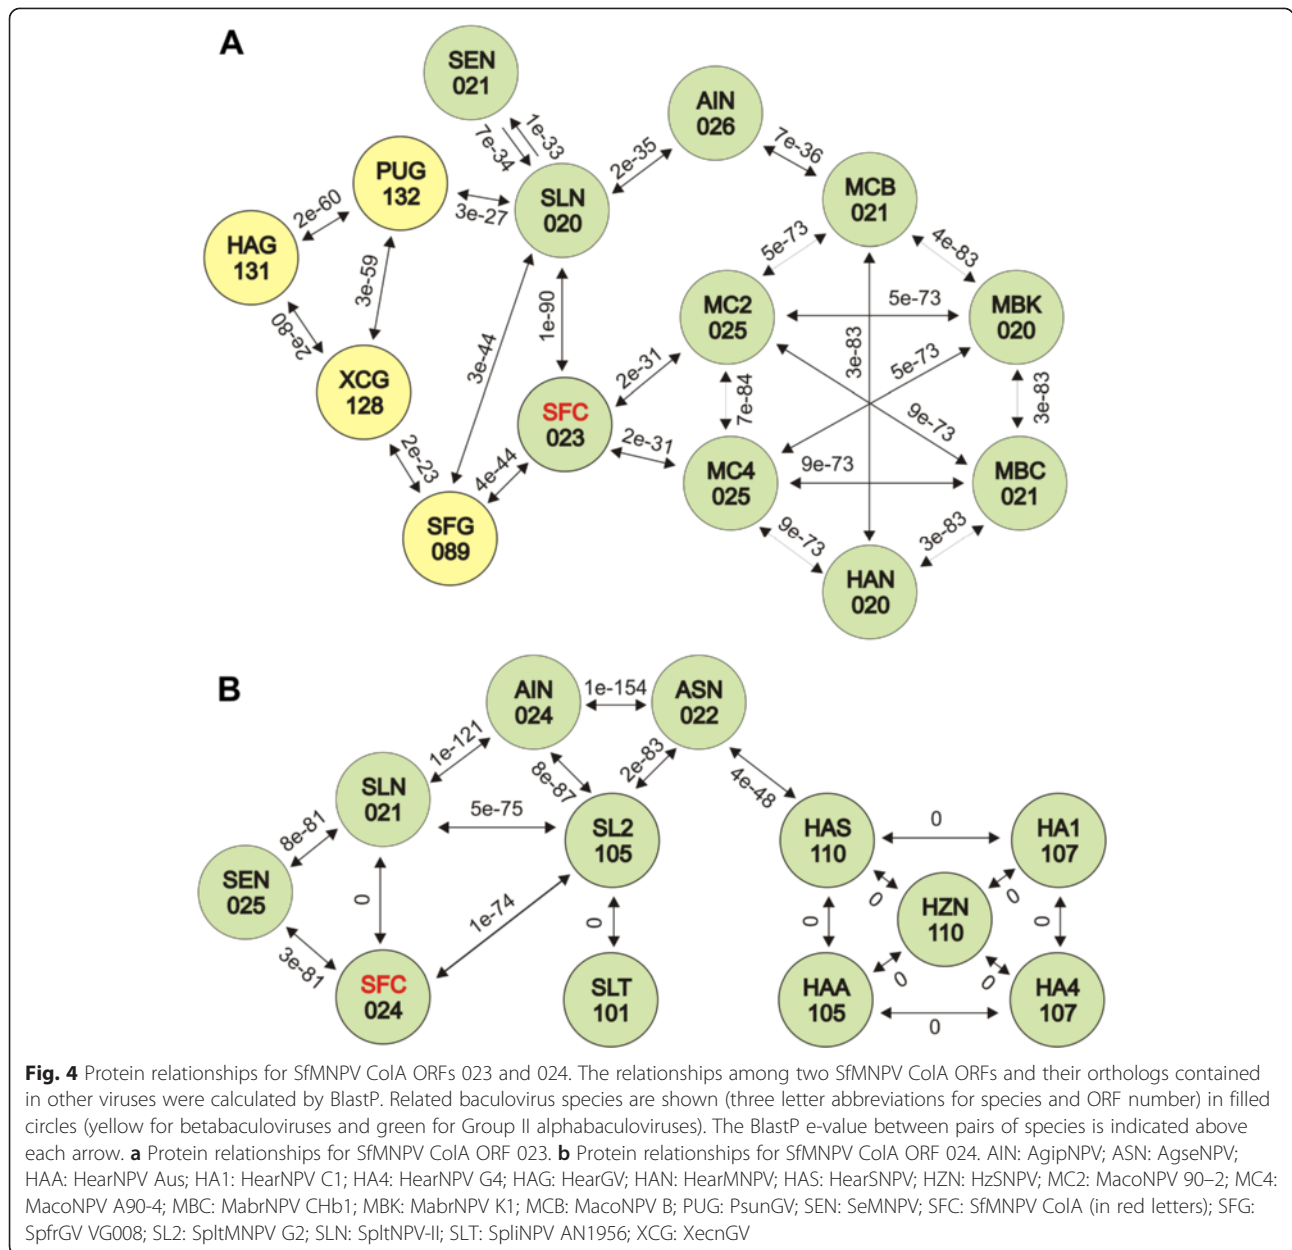 A
SEN
021
AIN
026
7e-34
1e-33
2e-35
7e-36
PUG
132
SLN
020
MCB
021
2e-60
3e-27
HAG
131
3e-59
5e-73
4e-83
MC2
025
5e-73
MBK
020
2e-80
3e-44
1e-90
3e-83
XCG
128
2e-31
5e-73
7e-84
3e-83
SFC
023
2e-31
9e-73
2e-23
4e-44
MC4
025
9e-73
MBC
021
SFG
089
9e-73
3e-83
HAN
020
B
AIN
024
1e-154
ASN
022
1e-121
8e-87
2e-83
4e-48
SLN
021
5e-75
SL2
105
HAS
110
0
HA1
107
8e-81
SEN
025
0
1e-74
0
0
0
HZN
110
0
0
3e-81
SFC
024
SLT
101
HAA
105
0
0
0
HA4
107
Fig. 4 Protein relationships for SfMNPV ColA ORFs 023 and 024. The relationships among two SfMNPV ColA ORFs and their orthologs contained
in other viruses were calculated by BlastP. Related baculovirus species are shown (three letter abbreviations for species and ORF number) in filled
circles (yellow for betabaculoviruses and green for Group II alphabaculoviruses). The BlastP e-value between pairs of species is indicated above
each arrow. a Protein relationships for SfMNPV ColA ORF 023. b Protein relationships for SfMNPV ColA ORF 024. AIN: AgipNPV; ASN: AgseNPV;
HAA: HearNPV Aus; HA1: HearNPV C1; HA4: HearNPV G4; HAG: HearGV; HAN: HearMNPV; HAS: HearSNPV; HZN: HzSNPV; MC2: MacoNPV 90–2; MC4:
MacoNPV A90-4; MBC: MabrNPV CHb1; MBK: MabrNPV K1; MCB: MacoNPV B; PUG: PsunGV; SEN: SeMNPV; SFC: SfMNPV ColA (in red letters); SFG:
SpfrGV VG008; SL2: SpltMNPV G2; SLN: SpltNPV-II; SLT: SpliNPV AN1956; XCG: XecnGV